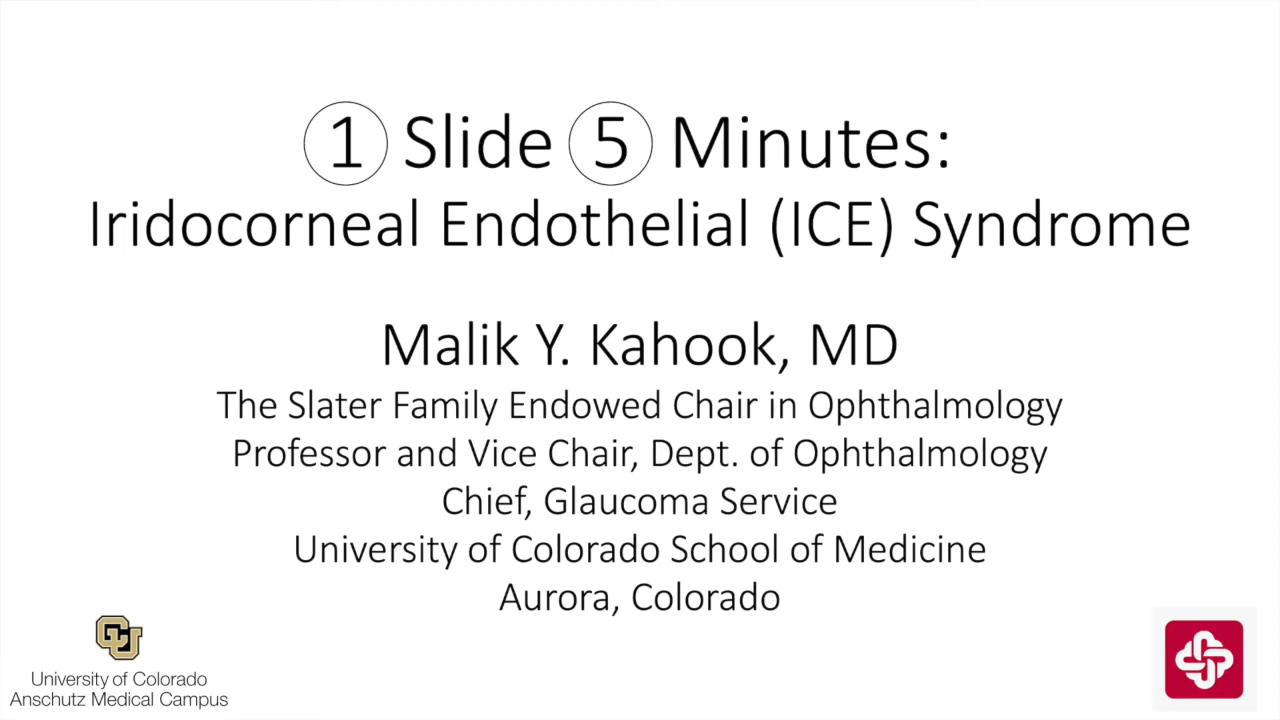 ① Slide ⑤ Minutes:
Iridocorneal Endothelial (ICE) Syndrome
Malik Y. Kahook, MD
The Slater Family Endowed Chair in Ophthalmology
Professor and Vice Chair, Dept. of Ophthalmology
Chief, Glaucoma Service
University of Colorado School of Medicine
Aurora, Colorado
CU
University of Colorado
Anschutz Medical Campus